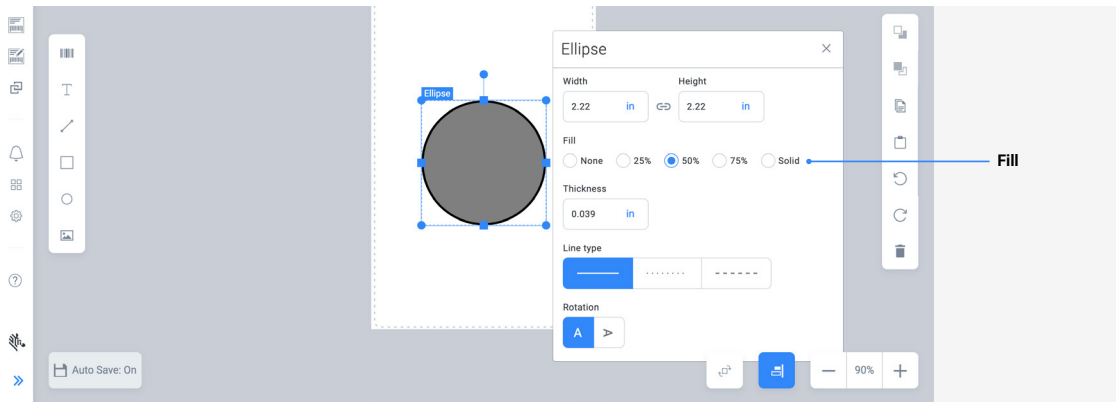 Ellipse
Ellipse
Width Height
2.22 in 2.22 in
Fill
None 25% 50% 75% Solid
Fill
Thickness
0.039 in
Line type
Rotation
A A
Auto Save: On
90%